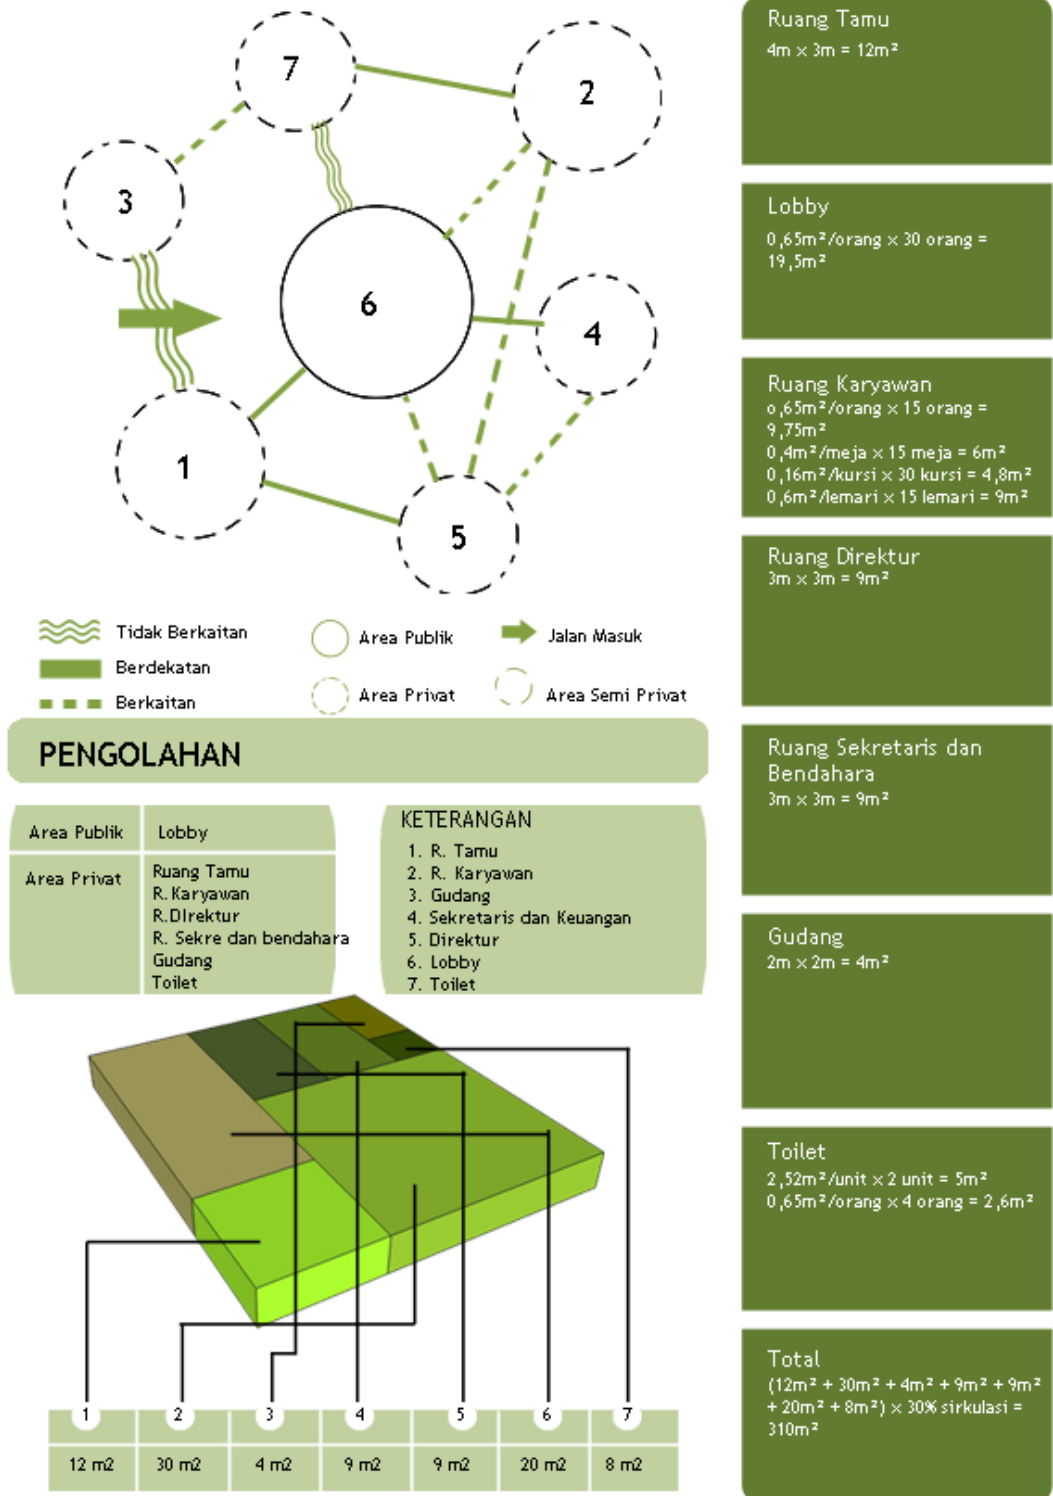 7
2
3
6
4
1
5
Tidak Berkaitan
Berdekatan
Berkaitan
Area Publik
Area Privat
Jalan Masuk
Area Semi Privat
PENGOLAHAN
Area Publik
Lobby
Area Privat
Ruang Tamu
R.Karyawan
R.DIrektur
R. Sekre dan bendahara
Gudang
Toilet
KETERANGAN
1. R. Tamu
2. R. Karyawan
3. Gudang
4. Sekretaris dan Keuangan
5. Direktur
6. Lobby
7. Toilet
1 2 3 4 5 6 7
12 m2 30 m2 4 m2 9 m2 9 m2 20 m2 8 m2
Ruang Tamu
4m x 3m = 12m²
Lobby
0,65m²/orang x 30 orang =
19,5m²
Ruang Karyawan
o,65m²/orang x 15 orang =
9,75m²
0,4m²/meja x 15 meja = 6m²
0,16m²/kursi x 30 kursi = 4,8m²
0,6m²/lemari x 15 lemari = 9m²
Ruang Direktur
3m x 3m = 9m²
Ruang Sekretaris dan
Bendahara
3m x 3m = 9m²
Gudang
2m x 2m = 4m²
Toilet
2,52m²/unit x 2 unit = 5m²
0,65m²/orang x 4 orang = 2,6m²
Total
(12m² + 30m² + 4m² + 9m² + 9m²
+ 20m² + 8m²) x 30% sirkulasi =
310m²